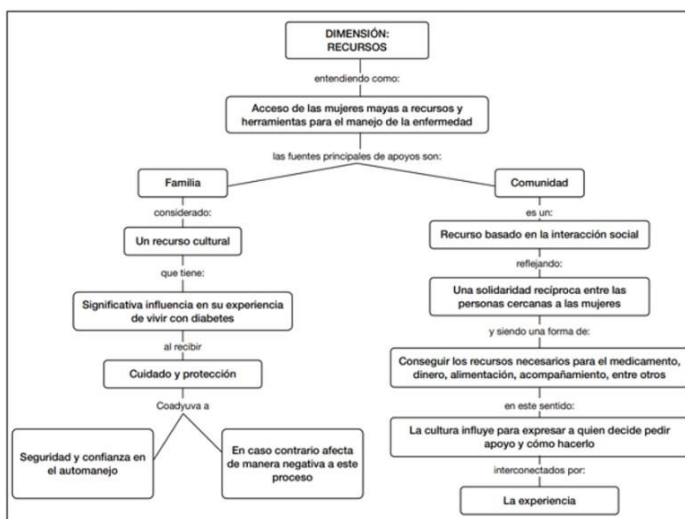 DIMENSIÓN:
RECURSOS
entendiendo como:
Acceso de las mujeres mayas a recursos y
herramientas para el manejo de la enfermedad
las fuentes principales de apoyos son:
Familia
considerado:
Un recurso cultural
que tiene:
Significativa influencia en su experiencia
de vivir con diabetes
al recibir
Cuidado y protección
Coadyuva a
Seguridad y confianza en
el automanejo
En caso contrario afecta
de manera negativa a este
proceso
Comunidad
es un:
Recurso basado en la interacción social
reflejando:
Una solidaridad recíproca entre las
personas cercanas a las mujeres
y siendo una forma de:
Conseguir los recursos necesarios para el medicamento,
dinero, alimentación, acompañamiento, entre otros
en este sentido:
La cultura influye para expresar a quien decide pedir
apoyo y cómo hacerlo
interconectados por:
La experiencia